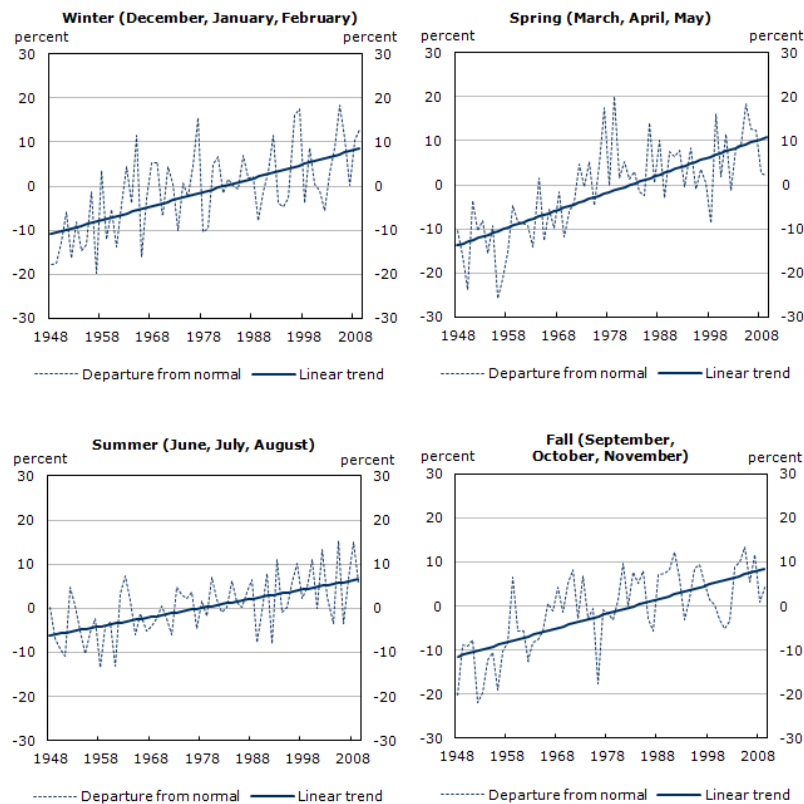 Winter (December, January, February)
percent percent
30 30
20 20
10 10
0 0
-10 -10
-20 -20
-30 -30
1948 1958 1968 1978 1988 1998 2008
Departure from normal Linear trend
Spring (March, April, May)
percent percent
30 30
20 20
10 10
0 0
-10 -10
-20 -20
-30 -30
1948 1958 1968 1978 1988 1998 2008
Departure from normal Linear trend
Summer (June, July, August)
percent percent
30 30
20 20
10 10
0 0
-10 -10
-20 -20
-30 -30
1948 1958 1968 1978 1988 1998 2008
Departure from normal Linear trend
Fall (September,
October, November)
percent percent
30 30
20 20
10 10
0 0
-10 -10
-20 -20
-30 -30
1948 1958 1968 1978 1988 1998 2008
Departure from normal Linear trend